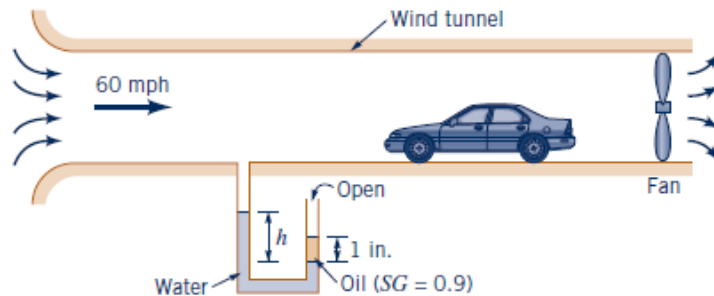 Wind tunnel
60 mph
Fan
Open
h
1 in.
Water
Oil (SG = 0.9)